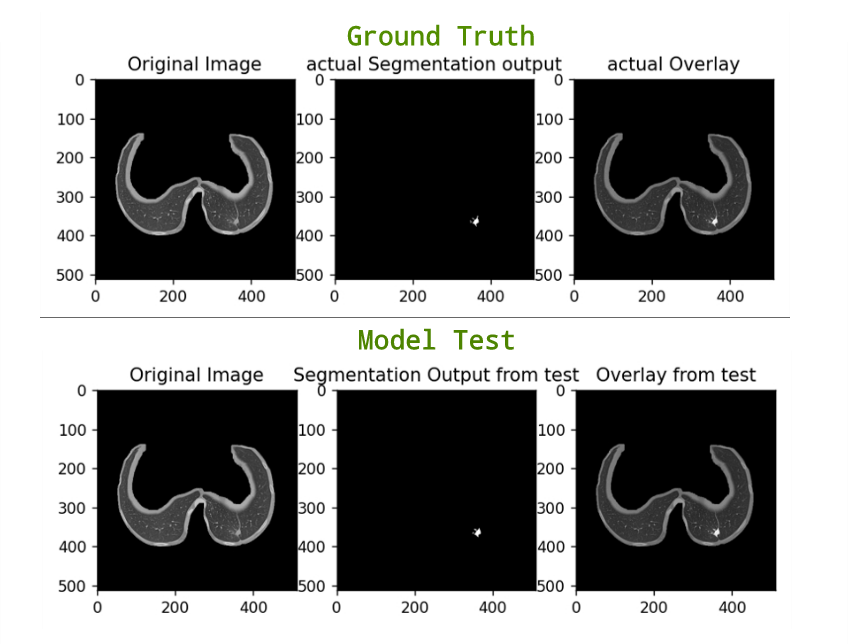 Ground Truth
Original Image actual Segmentation output actual Overlay
0 0 0
100 100 100
200 200 200
300 300 300
400 400 400
500 500 500
0 200 400 0 200 400 0 200 400
Model Test
Original Image Segmentation Output from test Overlay from test
0 0 0
100 100 100
200 200 200
300 300 300
400 400 400
500 500 500
0 200 400 0 200 400 0 200 400